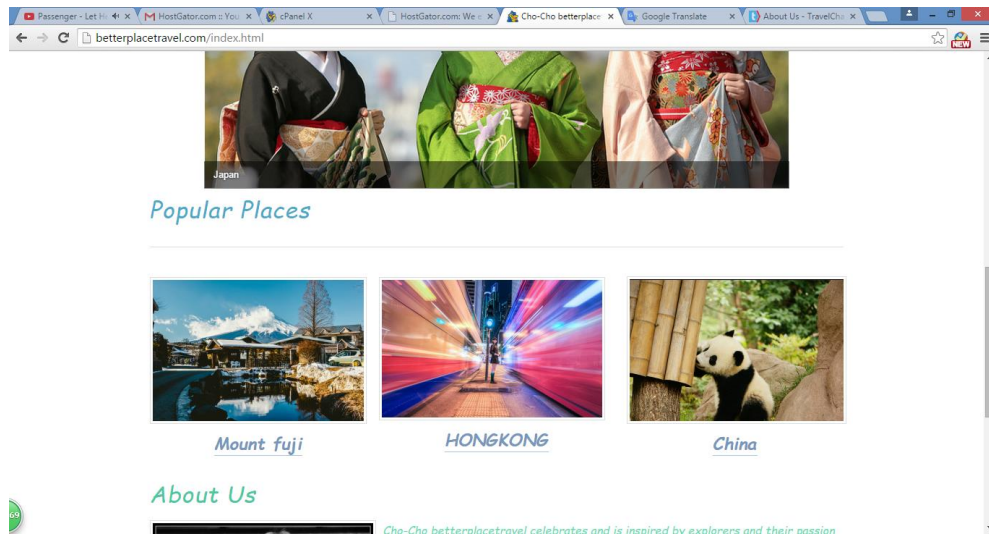 Passenger - Let H
HostGator.com :: You
cPanel X
HostGator.com: We
Cho-Cho betterplace
Google Translate
About Us - TravelCha
betterplacetravel.com/index.html
NEW
Japan
Popular Places
Mount fuji
HONGKONG
China
About Us
69
Cho-Cho betterplacetravel celebrates and is inspired by explorers and their passion